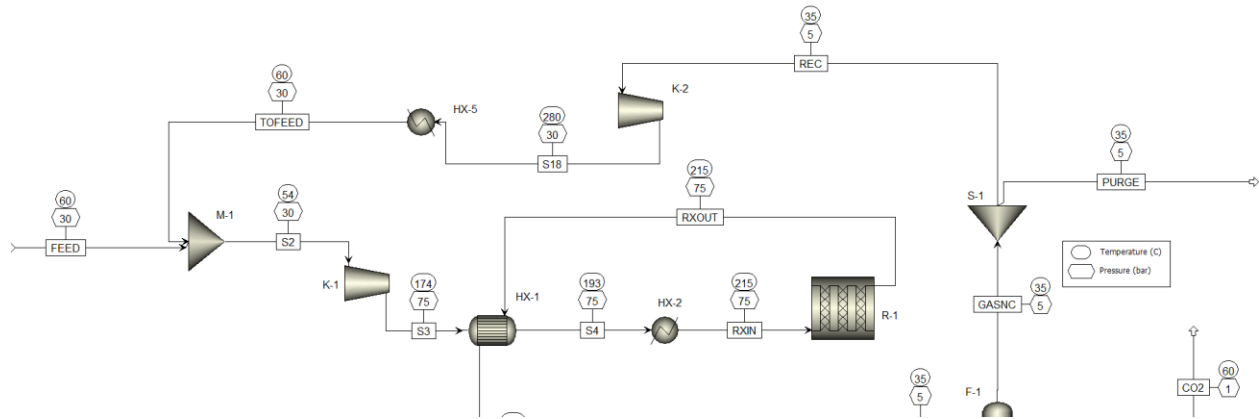 35
5
REC
K-2
60
30
TOFEED
HX-5
280
30
S18
35
5
PURGE
S-1
215
75
RXOUT
60
30
FEED
M-1
54
30
S2
Temperature (C)
Pressure (bar)
K-1
174
75
S3
HX-1
193
75
S4
HX-2
215
75
RXIN
R-1
GASNC
35
5
35
5
F-1
CO2
60
1